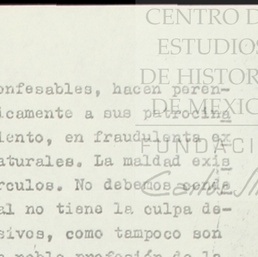 CENTRO D
ESTUDIOS
DE HISTOR
DE MEXIC
FUNDACI
onfesables, hacen peren-
icamente a sus patrocina
iento, en fraudulenta ex
aturales. La maldad exis
rculos. No debemos conde
al no tiene la culpa de-
sivos, como tampoco son